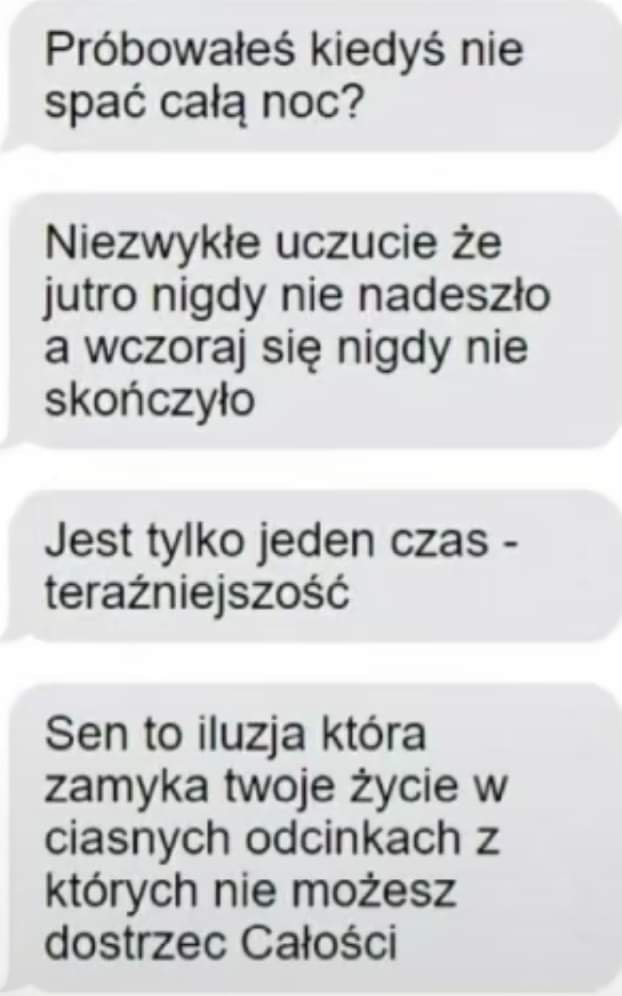 Próbowałeś kiedyś nie
spać całą noc?
Niezwykłe uczucie że
jutro nigdy nie nadeszło
a wczoraj się nigdy nie
skończyło
Jest tylko jeden czas -
teraźniejszość
Sen to iluzja która
zamyka twoje życie w
ciasnych odcinkach z
których nie możesz
dostrzec Całości